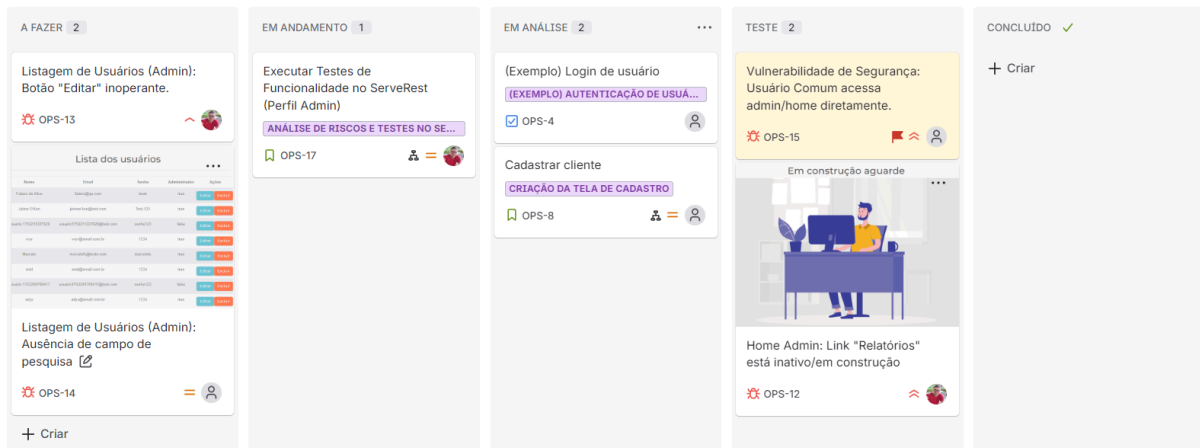 A FAZER 2
Listagem de Usuários (Admin):
Botão "Editar" inoperante.
OPS-13
Lista dos usuários
Nome Email Senha Administrador Ações
Listagem de Usuários (Admin):
Ausência de campo de
pesquisa
OPS-14
+ Criar
EM ANDAMENTO 1
Executar Testes de
Funcionalidade no ServeRest
(Perfil Admin)
ANÁLISE DE RISCOS E TESTES NO SE...
OPS-17
EM ANÁLISE 2
(Exemplo) Login de usuário
(EXEMPLO) AUTENTICAÇÃO DE USUÁ...
OPS-4
Cadastrar cliente
CRIAÇÃO DA TELA DE CADASTRO
OPS-8
TESTE 2
Vulnerabilidade de Segurança:
Usuário Comum acessa
admin/home diretamente.
OPS-15
Em construção aguarde
Home Admin: Link "Relatórios"
está inativo/em construção
OPS-12
CONCLUÍDO
+ Criar